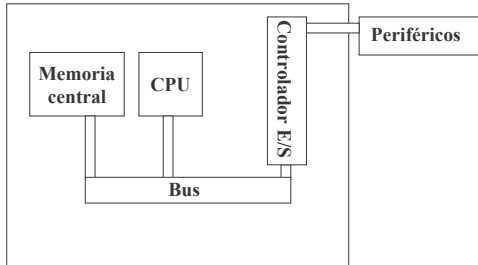 Memoria
central
CPU
Controlador E/S
Periféricos
Bus